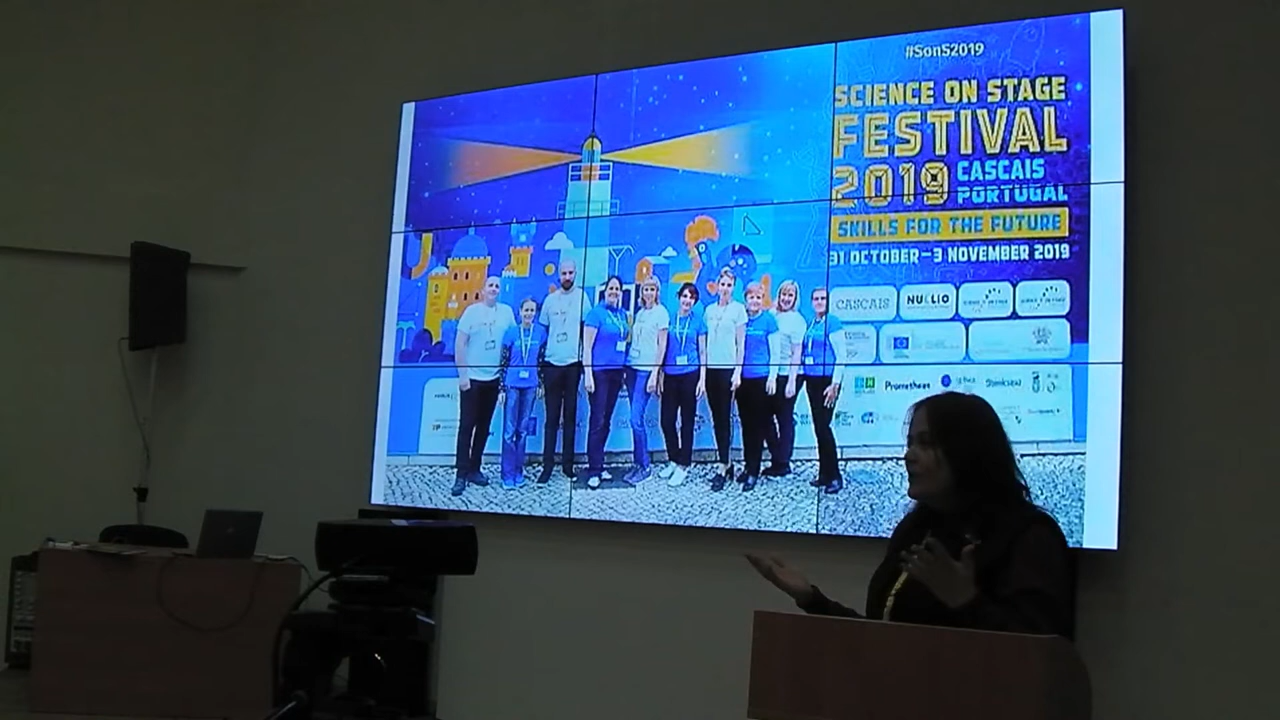 #SonS2019
SCIENCE ON STAGE
FESTIVAL
2019 CASCAIS
PORTUGAL
SKILLS FOR THE FUTURE
31 OCTOBER–3 NOVEMBER 2019
CASCAIS
NUCLIO
Promethean